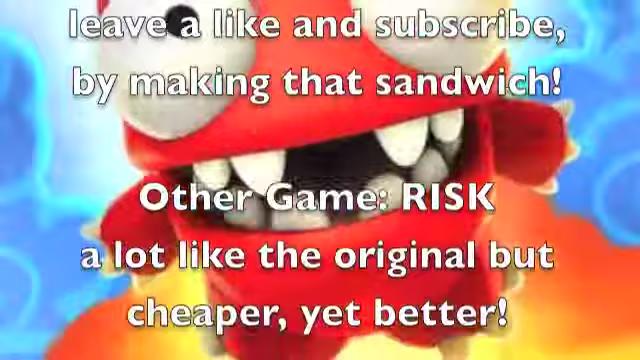 leave a like and subscribe,
by making that sandwich!
Other Game: RISK
a lot like the original but
cheaper, yet better!